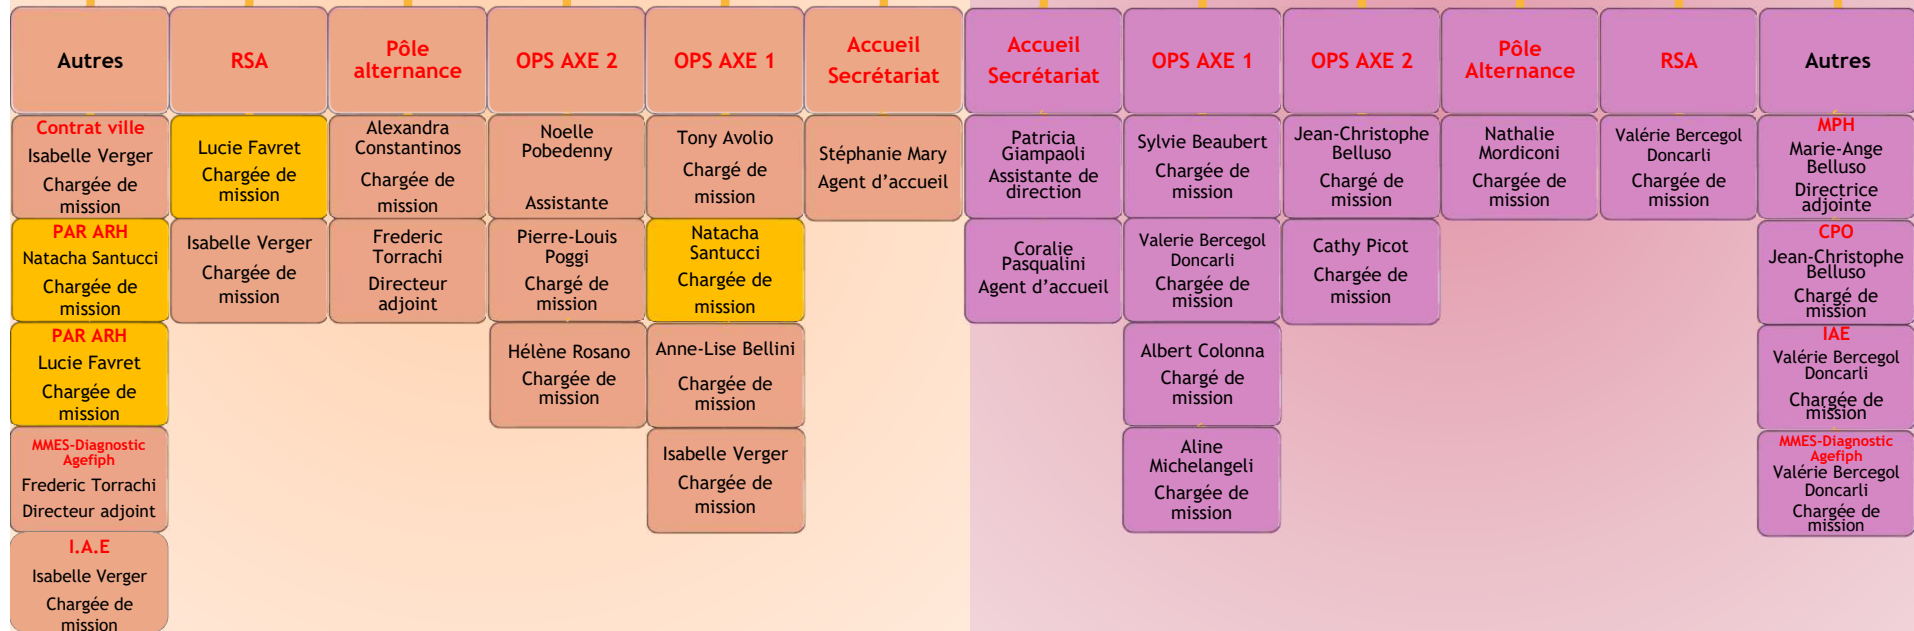 Autres
RSA
Pôle
alternance
OPS AXE 2
OPS AXE 1
Accueil
Secrétariat
Accueil
Secrétariat
OPS AXE 1
OPS AXE 2
Pôle
Alternance
RSA
Autres
Contrat ville
Isabelle Verger
Chargée de
mission
Lucie Favret
Chargée de
mission
Alexandra
Constantinos
Chargée de
mission
Noelle
Pobedenny
Assistante
Tony Avolio
Chargé de
mission
Stéphanie Mary
Agent d’accueil
Patricia
Giampaoli
Assistante de
direction
Sylvie Beaubert
Chargée de
mission
Jean-Christophe
Belluso
Chargé de
mission
Nathalie
Mordiconi
Chargée de
mission
Valérie Bercegol
Doncarli
Chargée de
mission
MPH
Marie-Ange
Belluso
Directrice
adjointe
PAR ARH
Natacha Santucci
Chargée de
mission
Isabelle Verger
Chargée de
mission
Frederic
Torrachi
Directeur
adjoint
Pierre-Louis
Poggi
Chargé de
mission
Natacha
Santucci
Chargée de
mission
Coralie
Pasqualini
Agent d’accueil
Valerie Bercegol
Doncarli
Chargée de
mission
Cathy Picot
Chargée de
mission
CPO
Jean-Christophe
Belluso
Chargé de
mission
PAR ARH
Lucie Favret
Chargée de
mission
Hélène Rosano
Chargée de
mission
Anne-Lise Bellini
Chargée de
mission
Albert Colonna
Chargé de
mission
IAE
Valérie Bercegol
Doncarli
Chargée de
mission
MMES-Diagnostic
Agefiph
Frederic Torrachi
Directeur adjoint
Isabelle Verger
Chargée de
mission
Aline
Michelangeli
Chargée de
mission
MMES-Diagnostic
Agefiph
Valérie Bercegol
Doncarli
Chargée de
mission
I.A.E
Isabelle Verger
Chargée de
mission